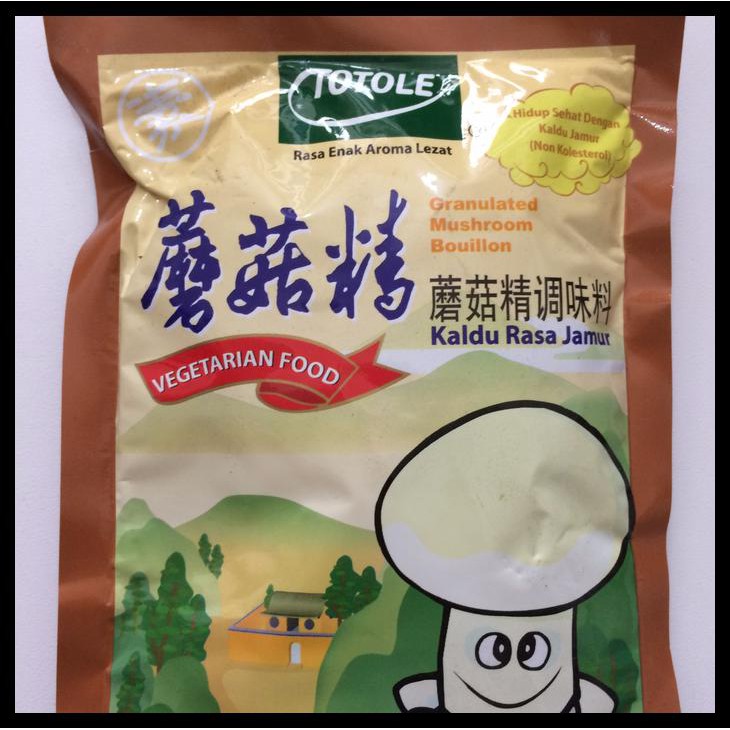 TOTOLE
Rasa Enak Aroma Lezat
Hidup Sehat Dengan
Kaldu Jamur
(Non Kolesterol)
蘑菇精
Granulated
Mushroom
Bouillon
蘑菇精调味料
Kaldu Rasa Jamur
VEGETARIAN FOOD